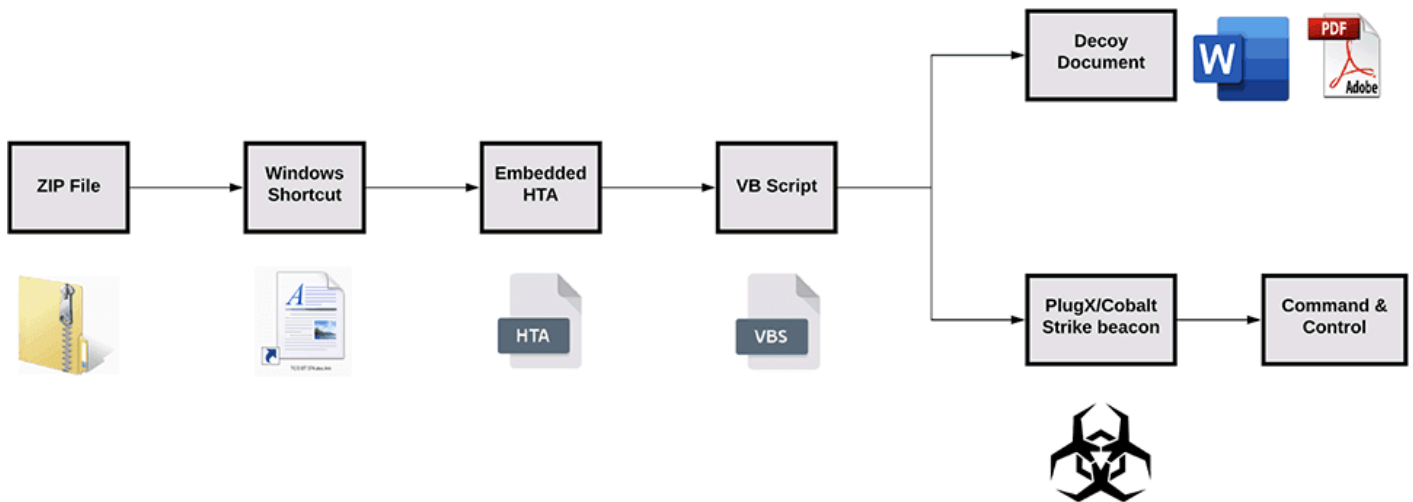 Decoy
Document
W
PDF
Adobe
ZIP File
Windows
Shortcut
Embedded
HTA
VB Script
A
HTA
VBS
PlugX/Cobalt
Strike beacon
Command &
Control